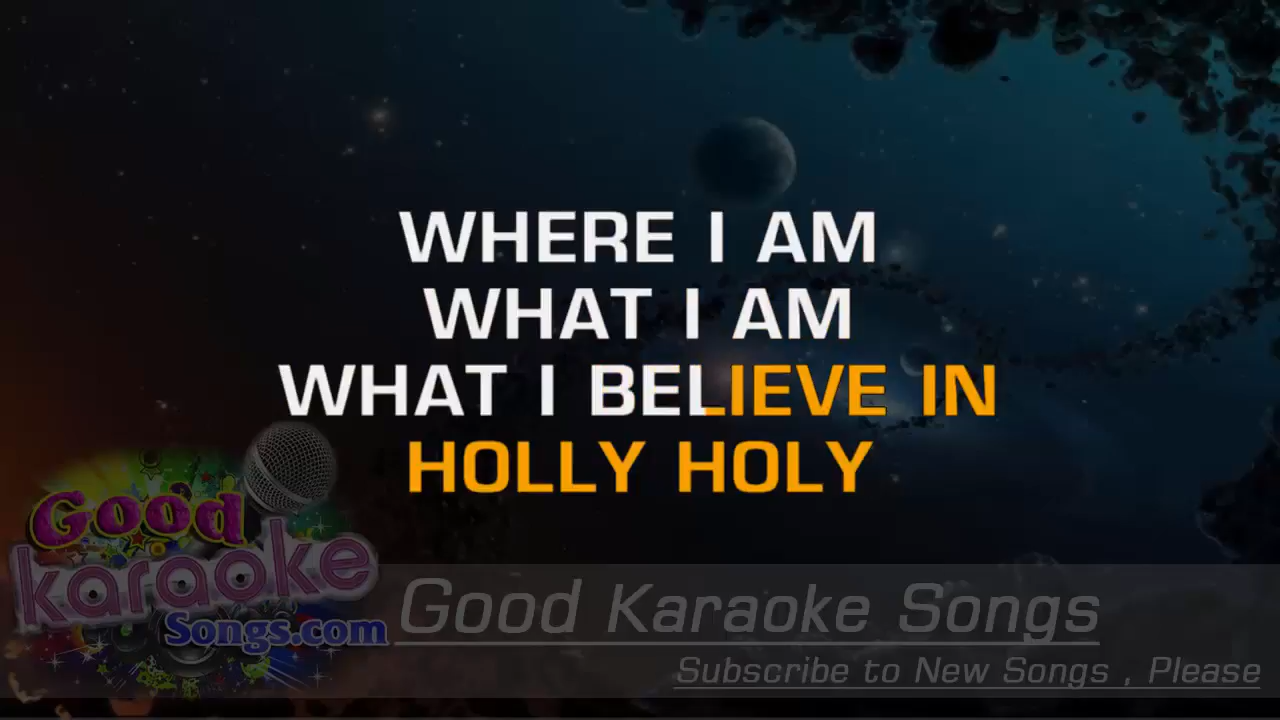 WHERE I AM
WHAT I AM
WHAT I BELIEVE IN
HOLLY HOLY
Good
karaoke
Songs.com
Good Karaoke Songs
Subscribe to New Songs , Please